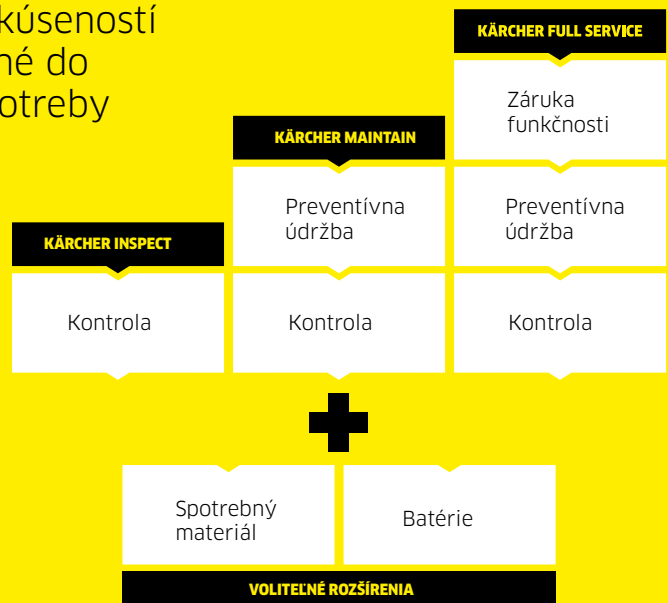 kúseností
né do
otreby
KÄRCHER INSPECT
Kontrola
KÄRCHER MAINTAIN
Preventívna
údržba
Kontrola
KÄRCHER FULL SERVICE
Záruka
funkčnosti
Preventívna
údržba
Kontrola
Spotrebný
materiál
Batérie
VOLITEĽNÉ ROZŠÍRENIA